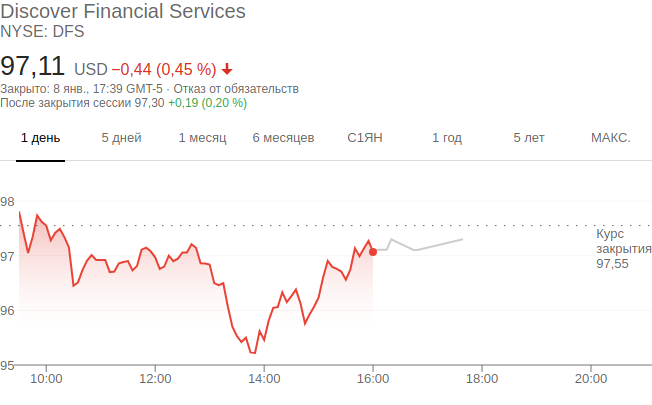 Discover Financial Services
NYSE: DFS
97,11 USD −0,44 (0,45 %)
Закрыто: 8 янв., 17:39 GMT-5 · Отказ от обязательств
После закрытия сессии 97,30 +0,19 (0,20 %)
1 день 5 дней 1 месяц 6 месяцев С1ЯН 1 год 5 лет МАКС.
98
97
96
95
Курс
закрытия
97,55
10:00 12:00 14:00 16:00 18:00 20:00